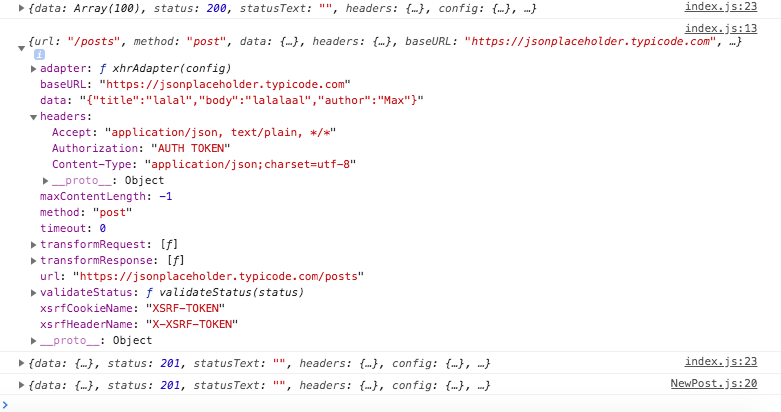 {data: Array(100), status: 200, statusText: "", headers: {…}, config: {…}, …} index.js:23
index.js:13
{url: "/posts", method: "post", data: {…}, headers: {…}, baseURL: "https://jsonplaceholder.typicode.com", …}
i
adapter: ƒ xhrAdapter(config)
baseURL: "https://jsonplaceholder.typicode.com"
data: "{"title":"lalal","body":"lalalaal","author":"Max"}"
headers:
Accept: "application/json, text/plain, */*"
Authorization: "AUTH TOKEN"
Content-Type: "application/json;charset=utf-8"
__proto__: Object
maxContentLength: -1
method: "post"
timeout: 0
transformRequest: [ƒ]
transformResponse: [ƒ]
url: "https://jsonplaceholder.typicode.com/posts"
validateStatus: ƒ validateStatus(status)
xsrfCookieName: "XSRF-TOKEN"
xsrfHeaderName: "X-XSRF-TOKEN"
__proto__: Object
{data: {…}, status: 201, statusText: "", headers: {…}, config: {…}, …} index.js:23
{data: {…}, status: 201, statusText: "", headers: {…}, config: {…}, …} NewPost.js:20